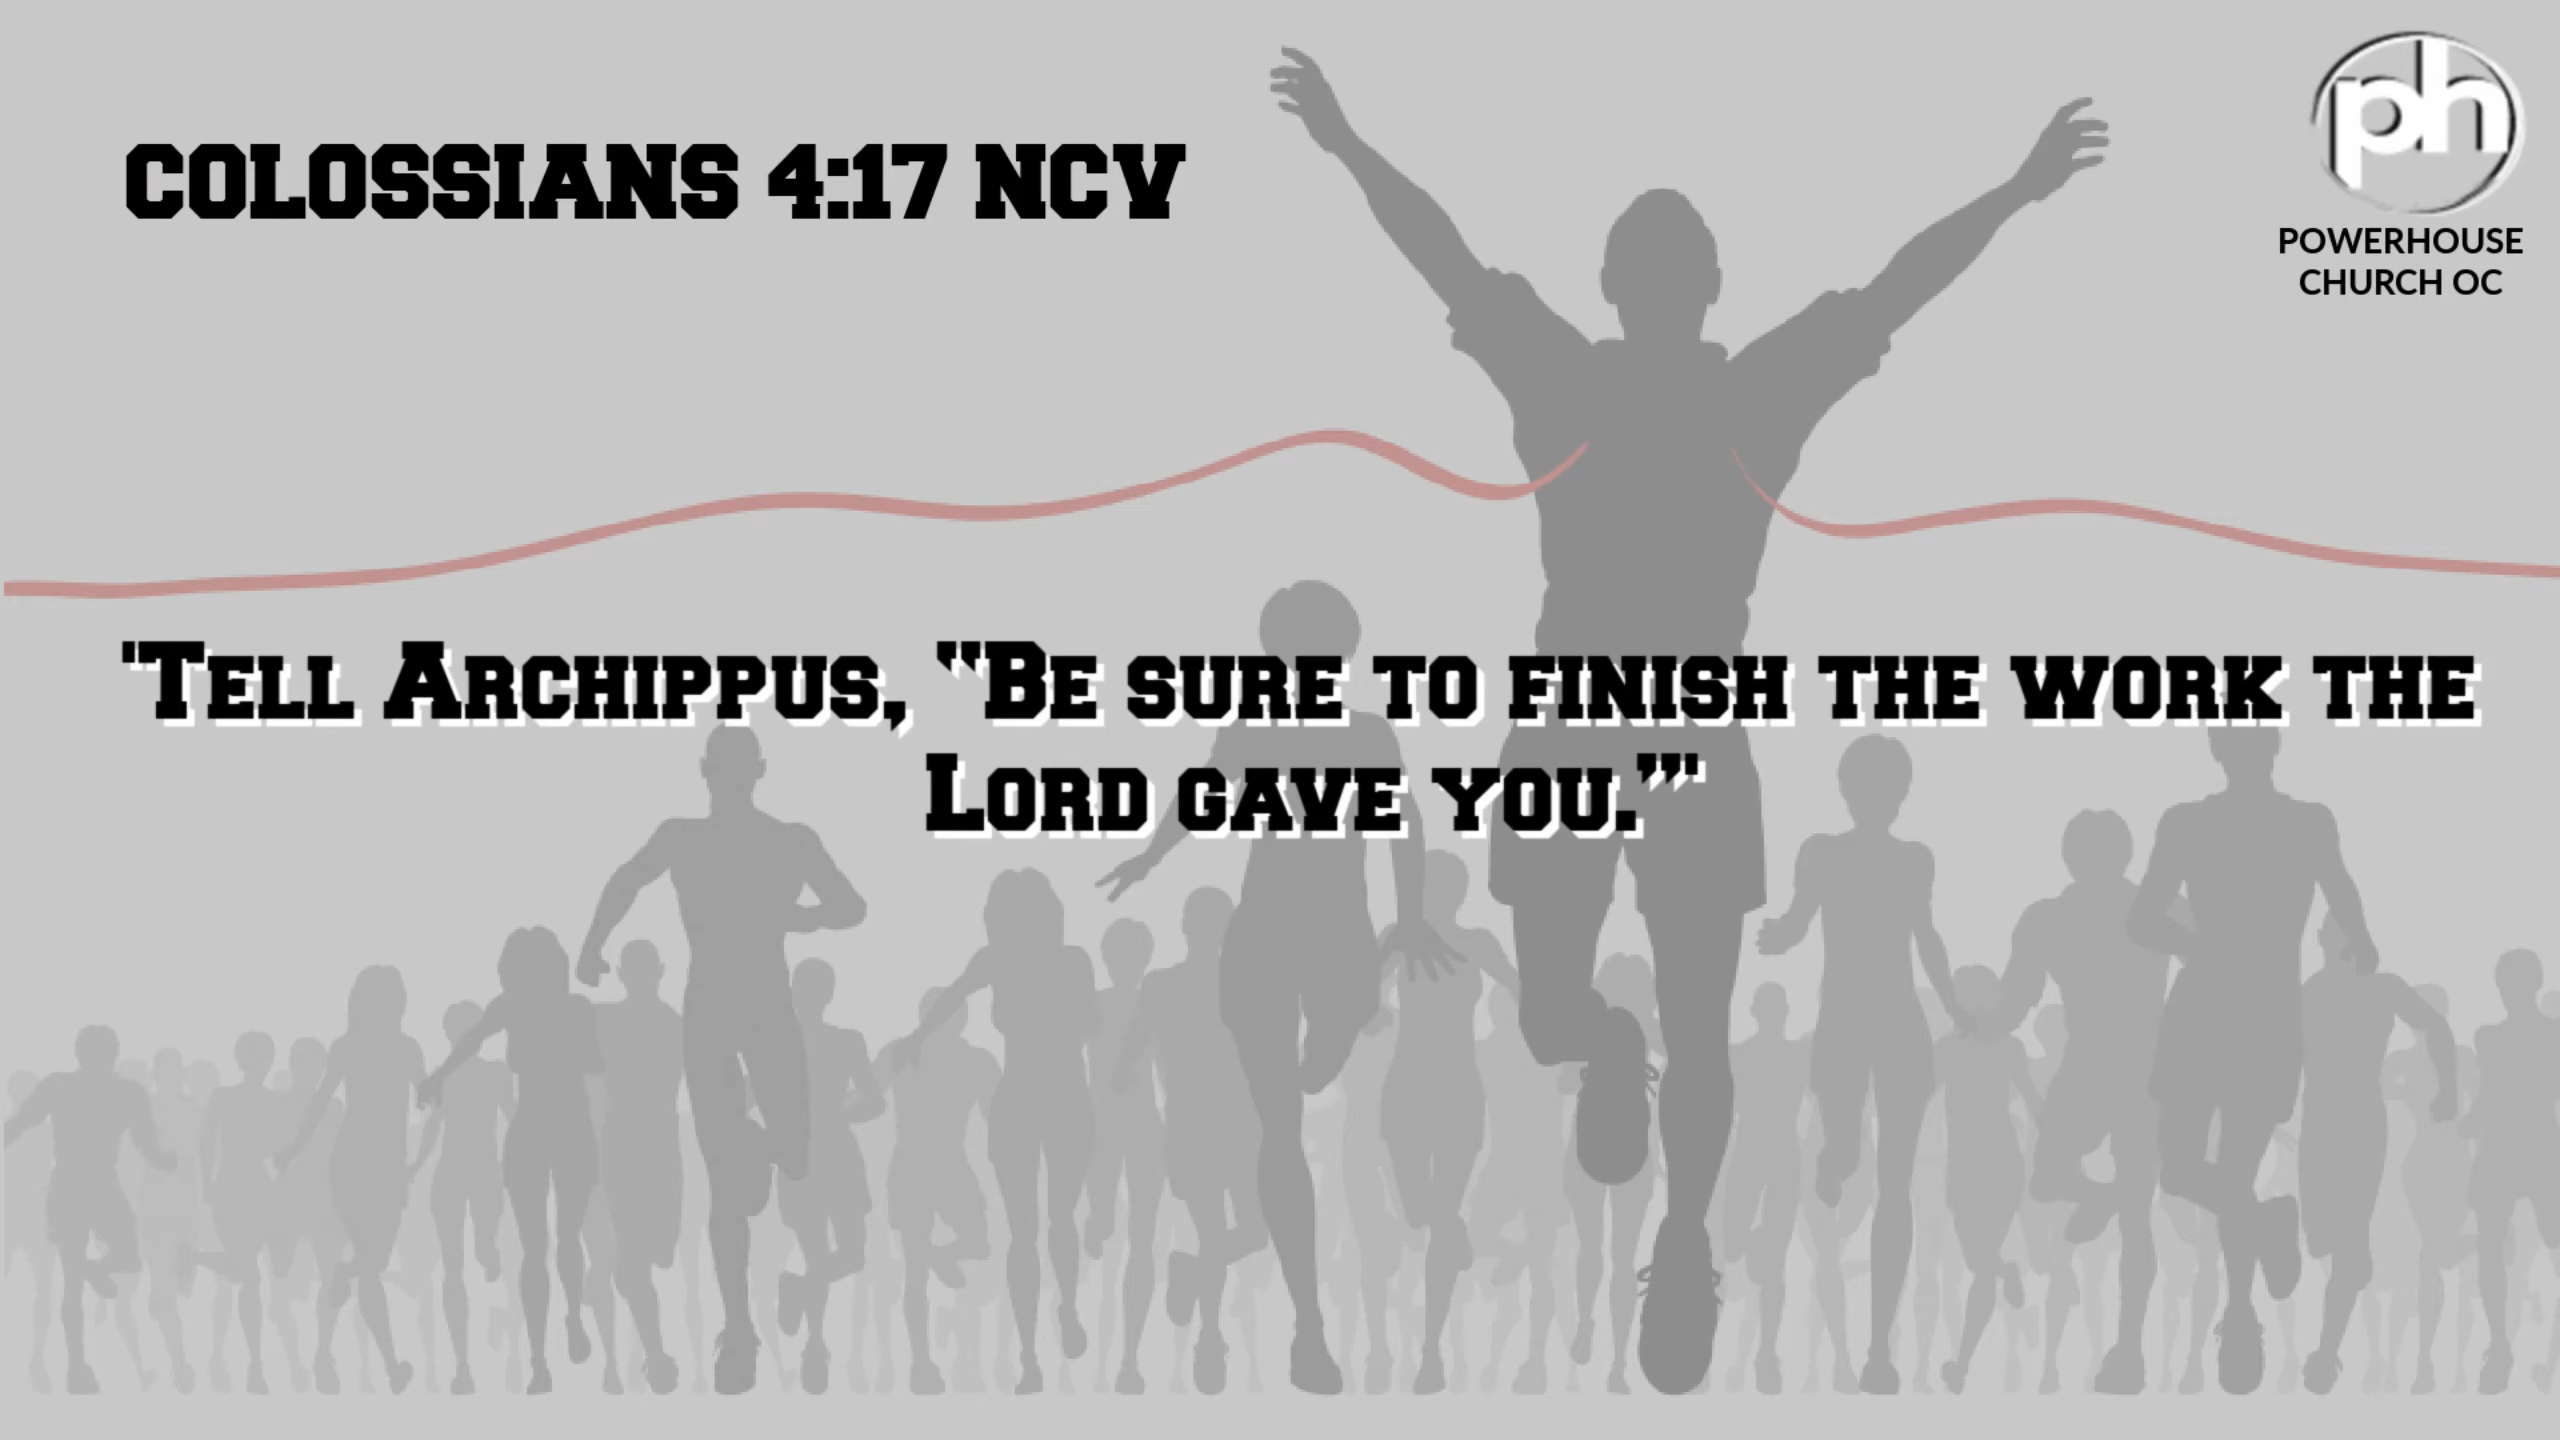 COLOSSIANS 4:17 NCV
ph
POWERHOUSE
CHURCH OC
'Tell Archippus, “Be sure to finish the work the
Lord gave you.”'